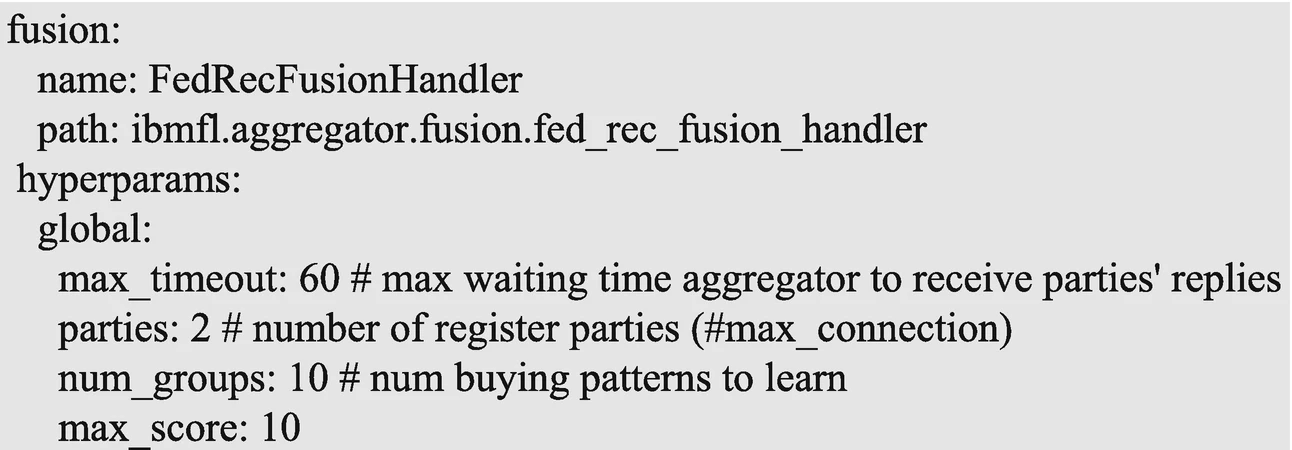 fusion:
name: FedRecFusionHandler
path: ibmfl.aggregator.fusion.fed_rec_fusion_handler
hyperparams:
global:
max_timeout: 60 # max waiting time aggregator to receive parties' replies
parties: 2 # number of register parties (#max_connection)
num_groups: 10 # num buying patterns to learn
max_score: 10